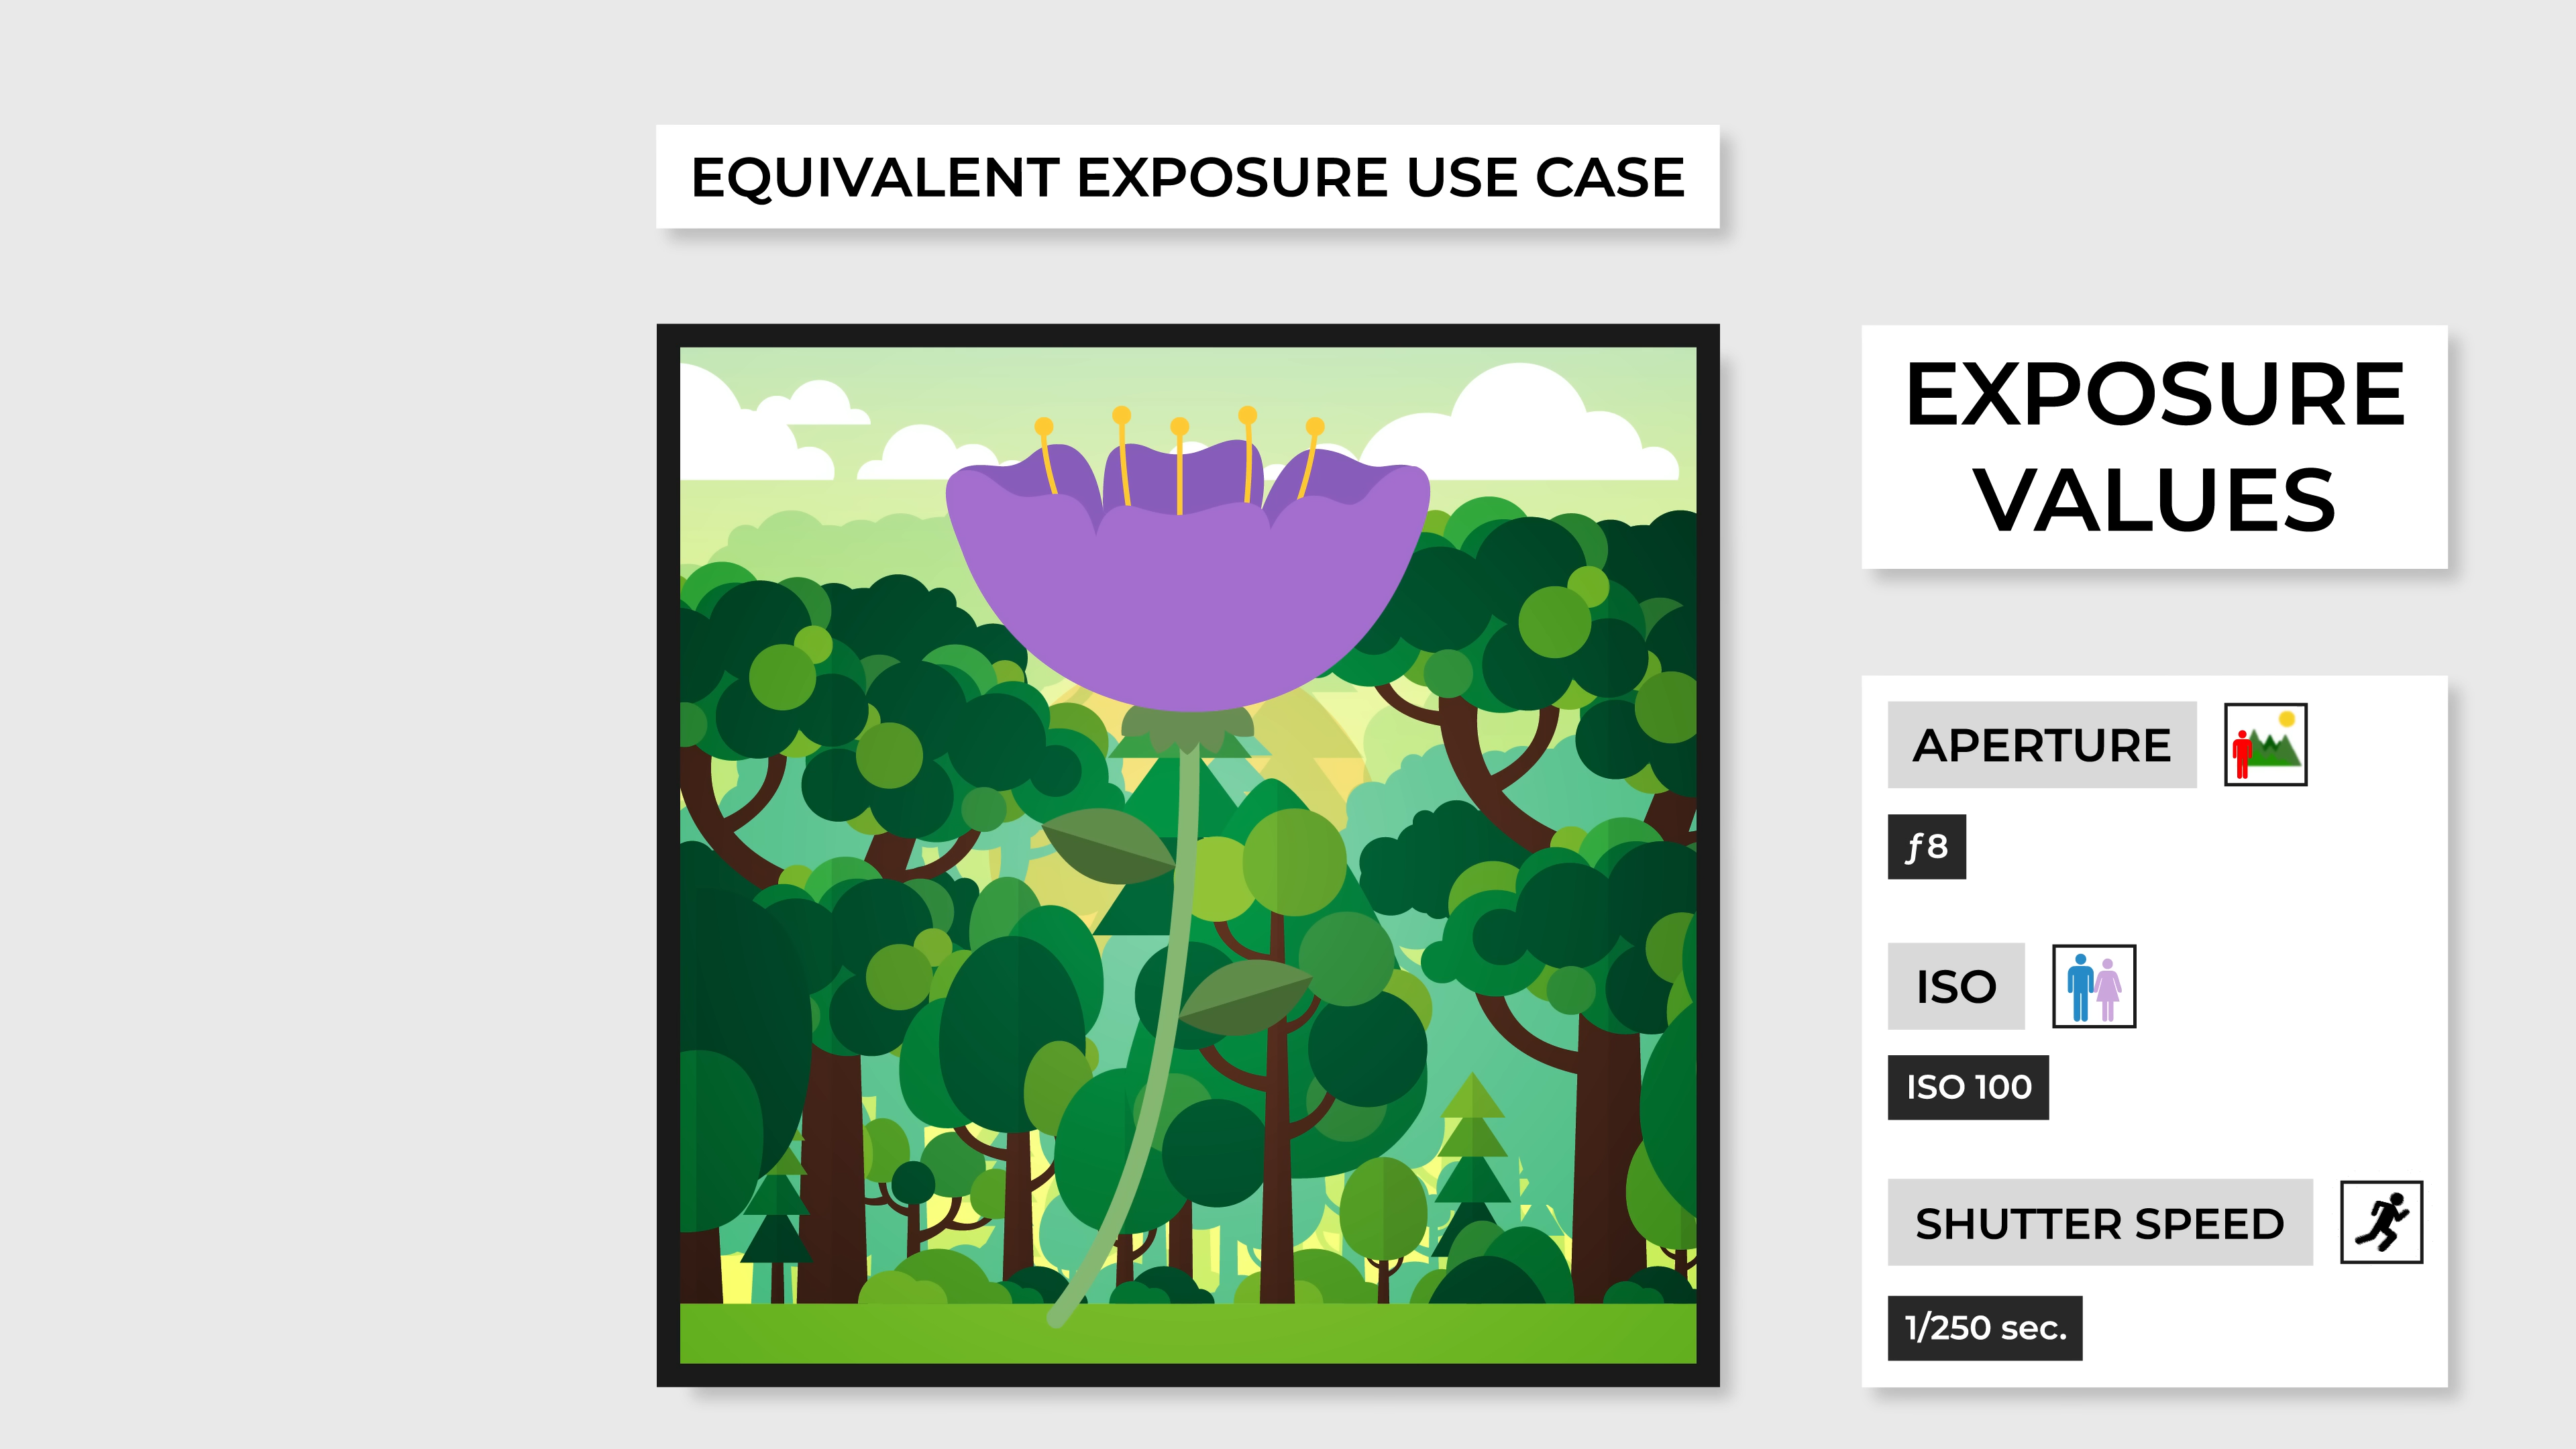 EQUIVALENT EXPOSURE USE CASE
EXPOSURE
VALUES
APERTURE
ƒ8
ISO
ISO 100
SHUTTER SPEED
1/250 sec.